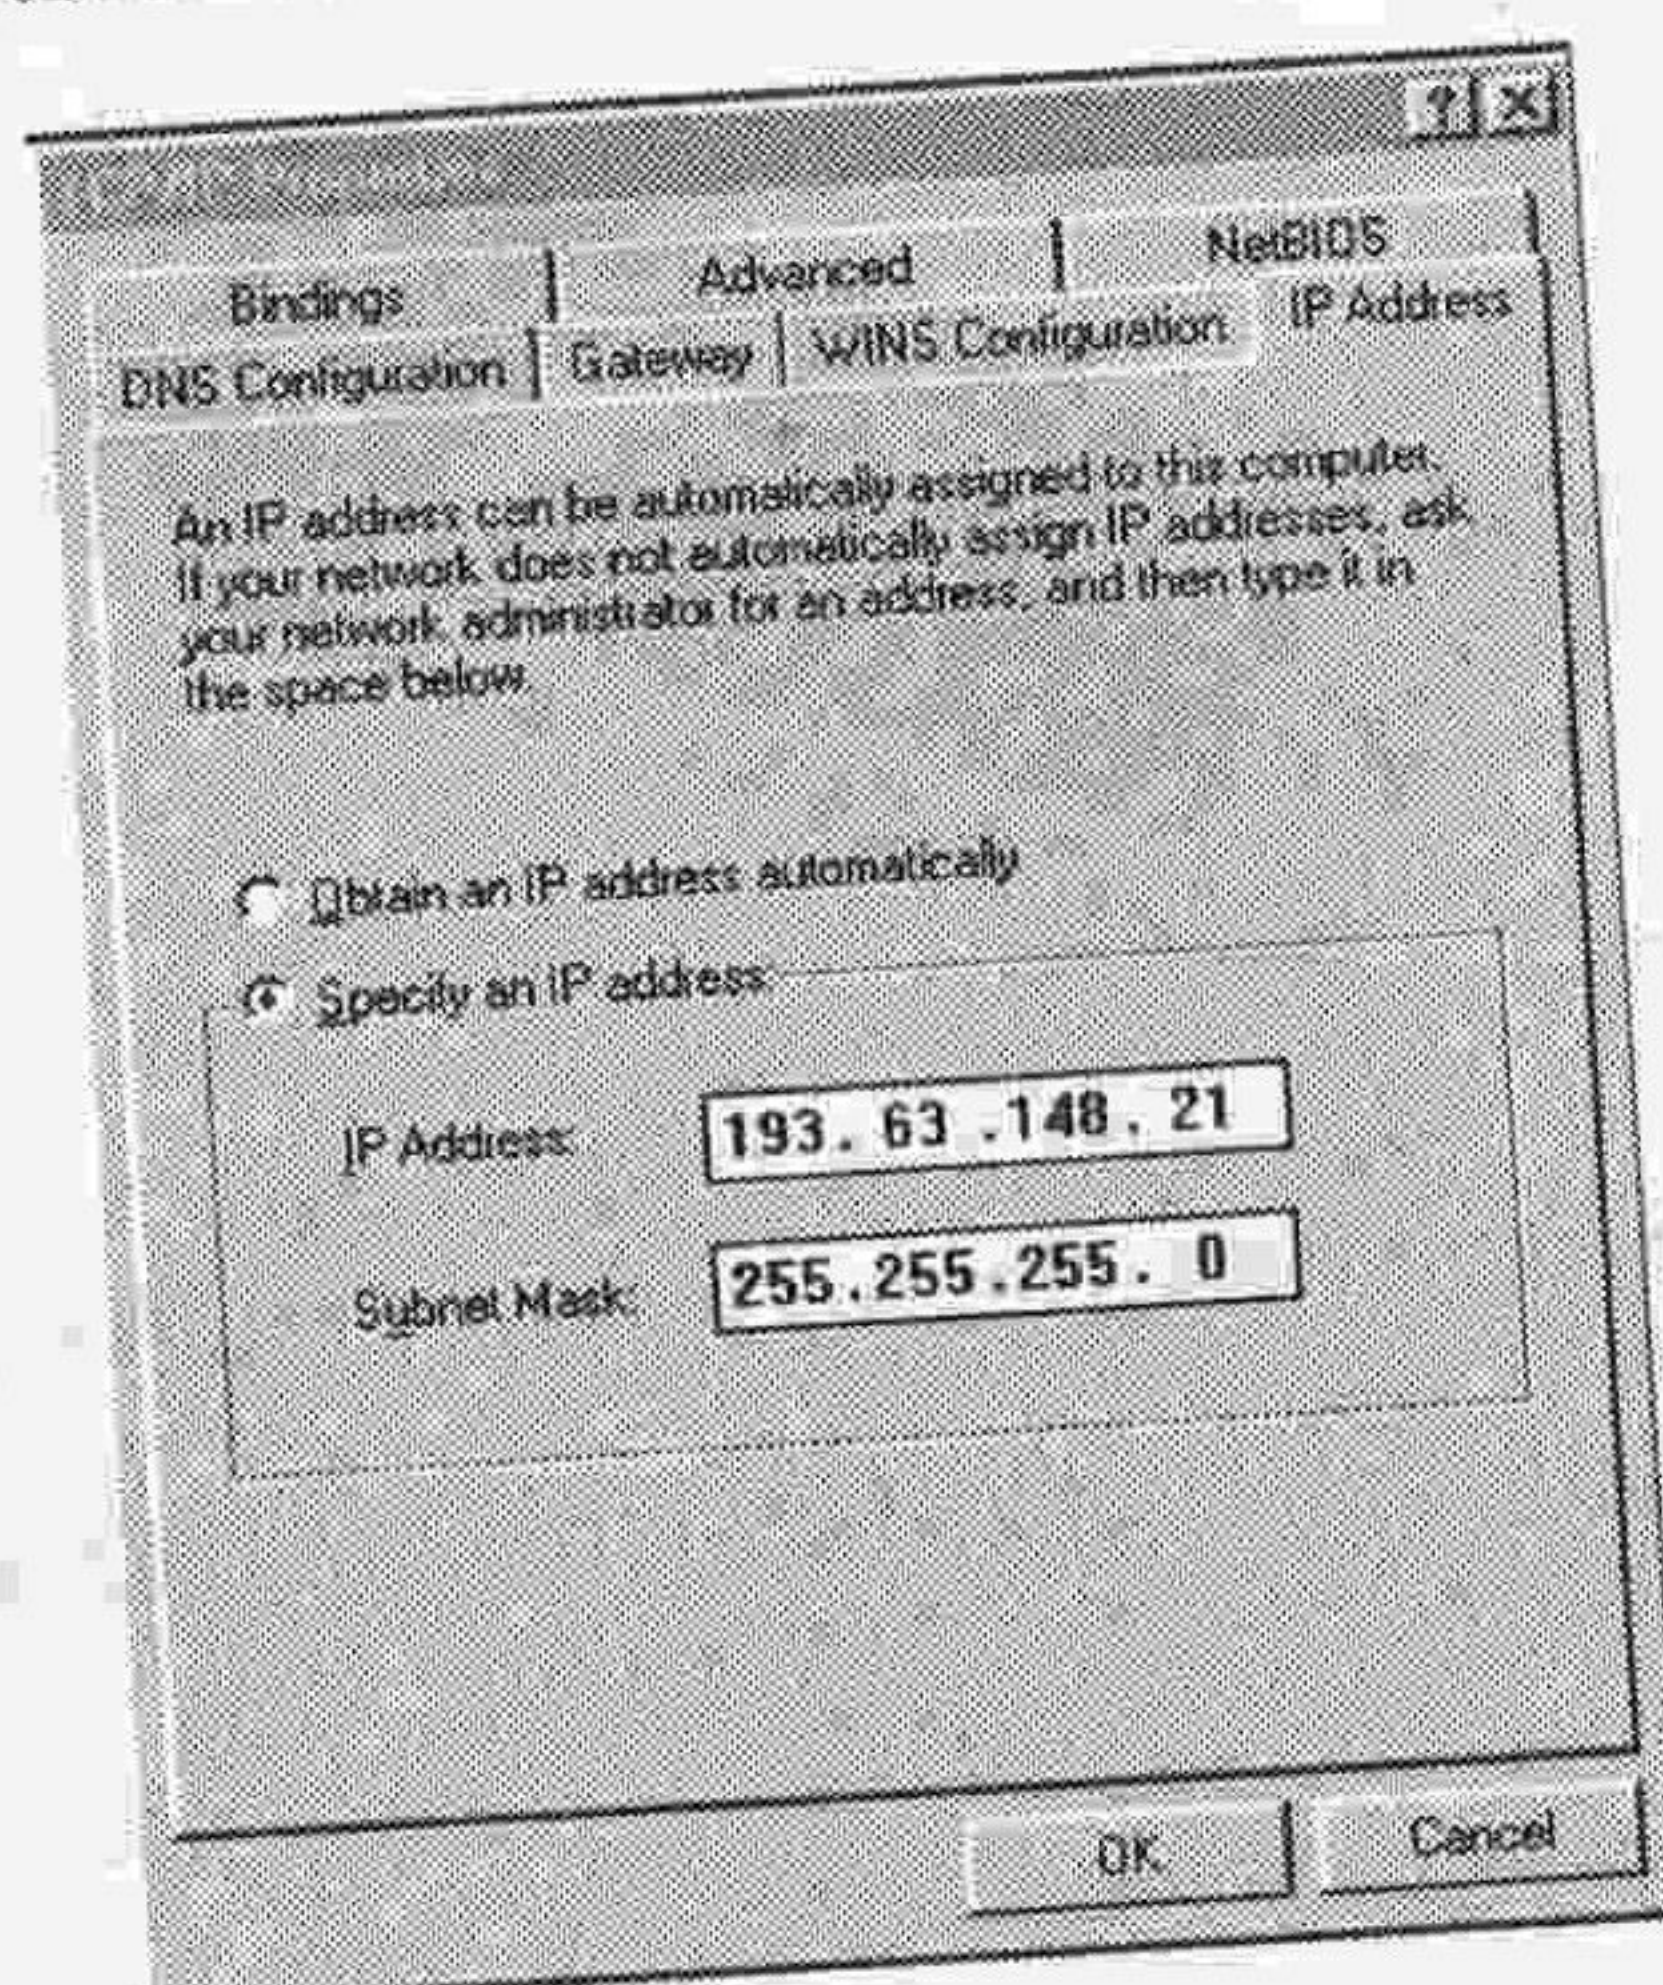 Bindings Advanced NetBIOS
DNS Configuration Gateway WINS Configuration IP Address
An IP address can be automatically assigned to this computer.
If your network does not automatically assign IP addresses, ask
your network administrator for an address, and then type it in
the space below.
Obtain an IP address automatically
Specify an IP address:
IP Address: 193. 63 .148. 21
Subnet Mask: 255.255.255. 0
OK Cancel